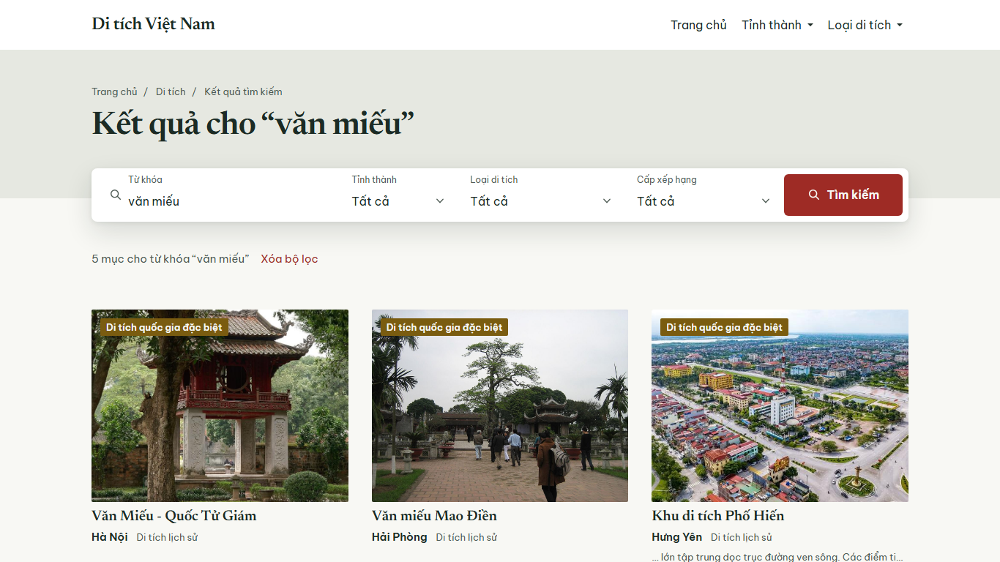 Di tích Việt Nam
Trang chủ
Tỉnh thành
Loại di tích
Trang chủ / Di tích / Kết quả tìm kiếm
Kết quả cho “văn miếu”
Từ khóa
văn miếu
Tỉnh thành
Tất cả
Loại di tích
Tất cả
Cấp xếp hạng
Tất cả
Tìm kiếm
5 mục cho từ khóa “văn miếu” Xóa bộ lọc
Di tích quốc gia đặc biệt
Văn Miếu - Quốc Tử Giám
Hà Nội Di tích lịch sử
Di tích quốc gia đặc biệt
Văn miếu Mao Điền
Hải Phòng Di tích lịch sử
Di tích quốc gia đặc biệt
Khu di tích Phố Hiến
Hưng Yên Di tích lịch sử
... lớn tập trung dọc trục đường ven sông. Các điểm ti...